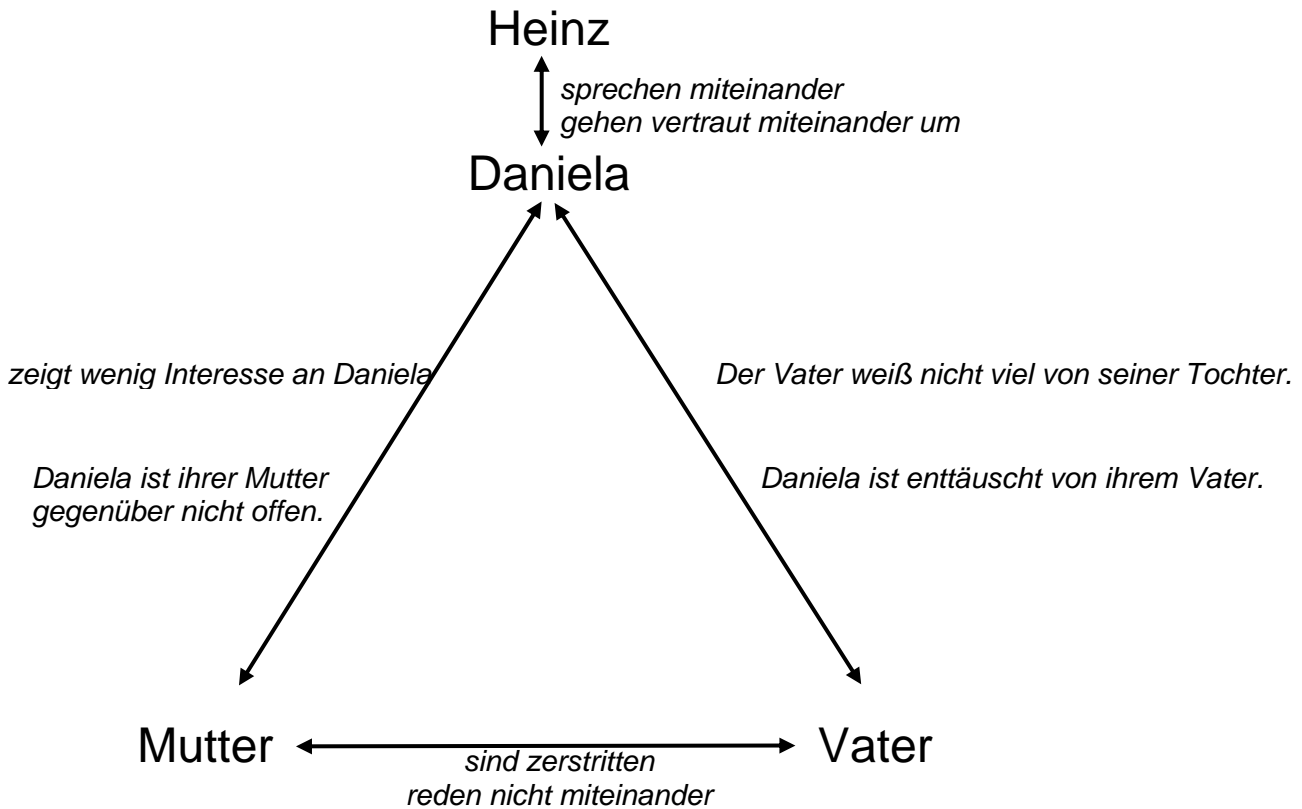 Heinz
sprechen miteinander
gehen vertraut miteinander um
Daniela
zeigt wenig Interesse an Daniela
Der Vater weiß nicht viel von seiner Tochter.
Daniela ist ihrer Mutter
gegenüber nicht offen.
Daniela ist enttäuscht von ihrem Vater.
Mutter
Vater
sind zerstritten
reden nicht miteinander